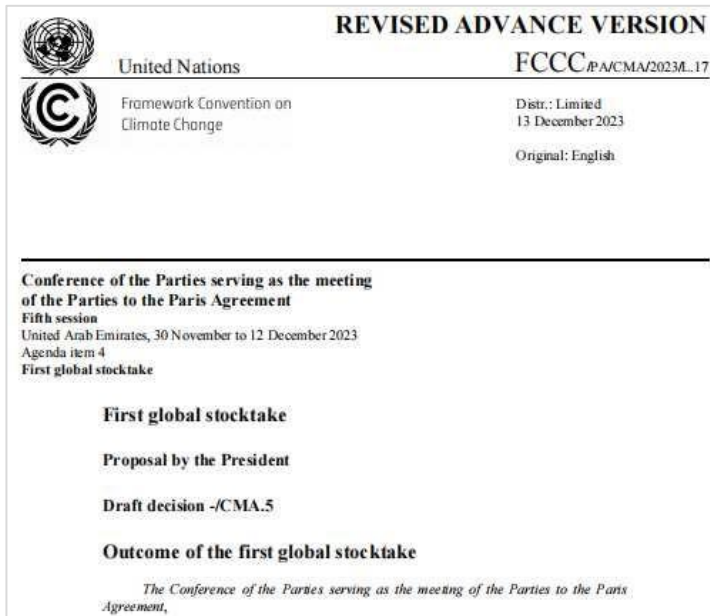 REVISED ADVANCE VERSION
United Nations
FCCC/PA/CMA/2023/L.17
Framework Convention on
Climate Change
Distr.: Limited
13 December 2023
Original: English
Conference of the Parties serving as the meeting
of the Parties to the Paris Agreement
Fifth session
United Arab Emirates, 30 November to 12 December 2023
Agenda item 4
First global stocktake
First global stocktake
Proposal by the President
Draft decision -/CMA.5
Outcome of the first global stocktake
The Conference of the Parties serving as the meeting of the Parties to the Paris
Agreement,